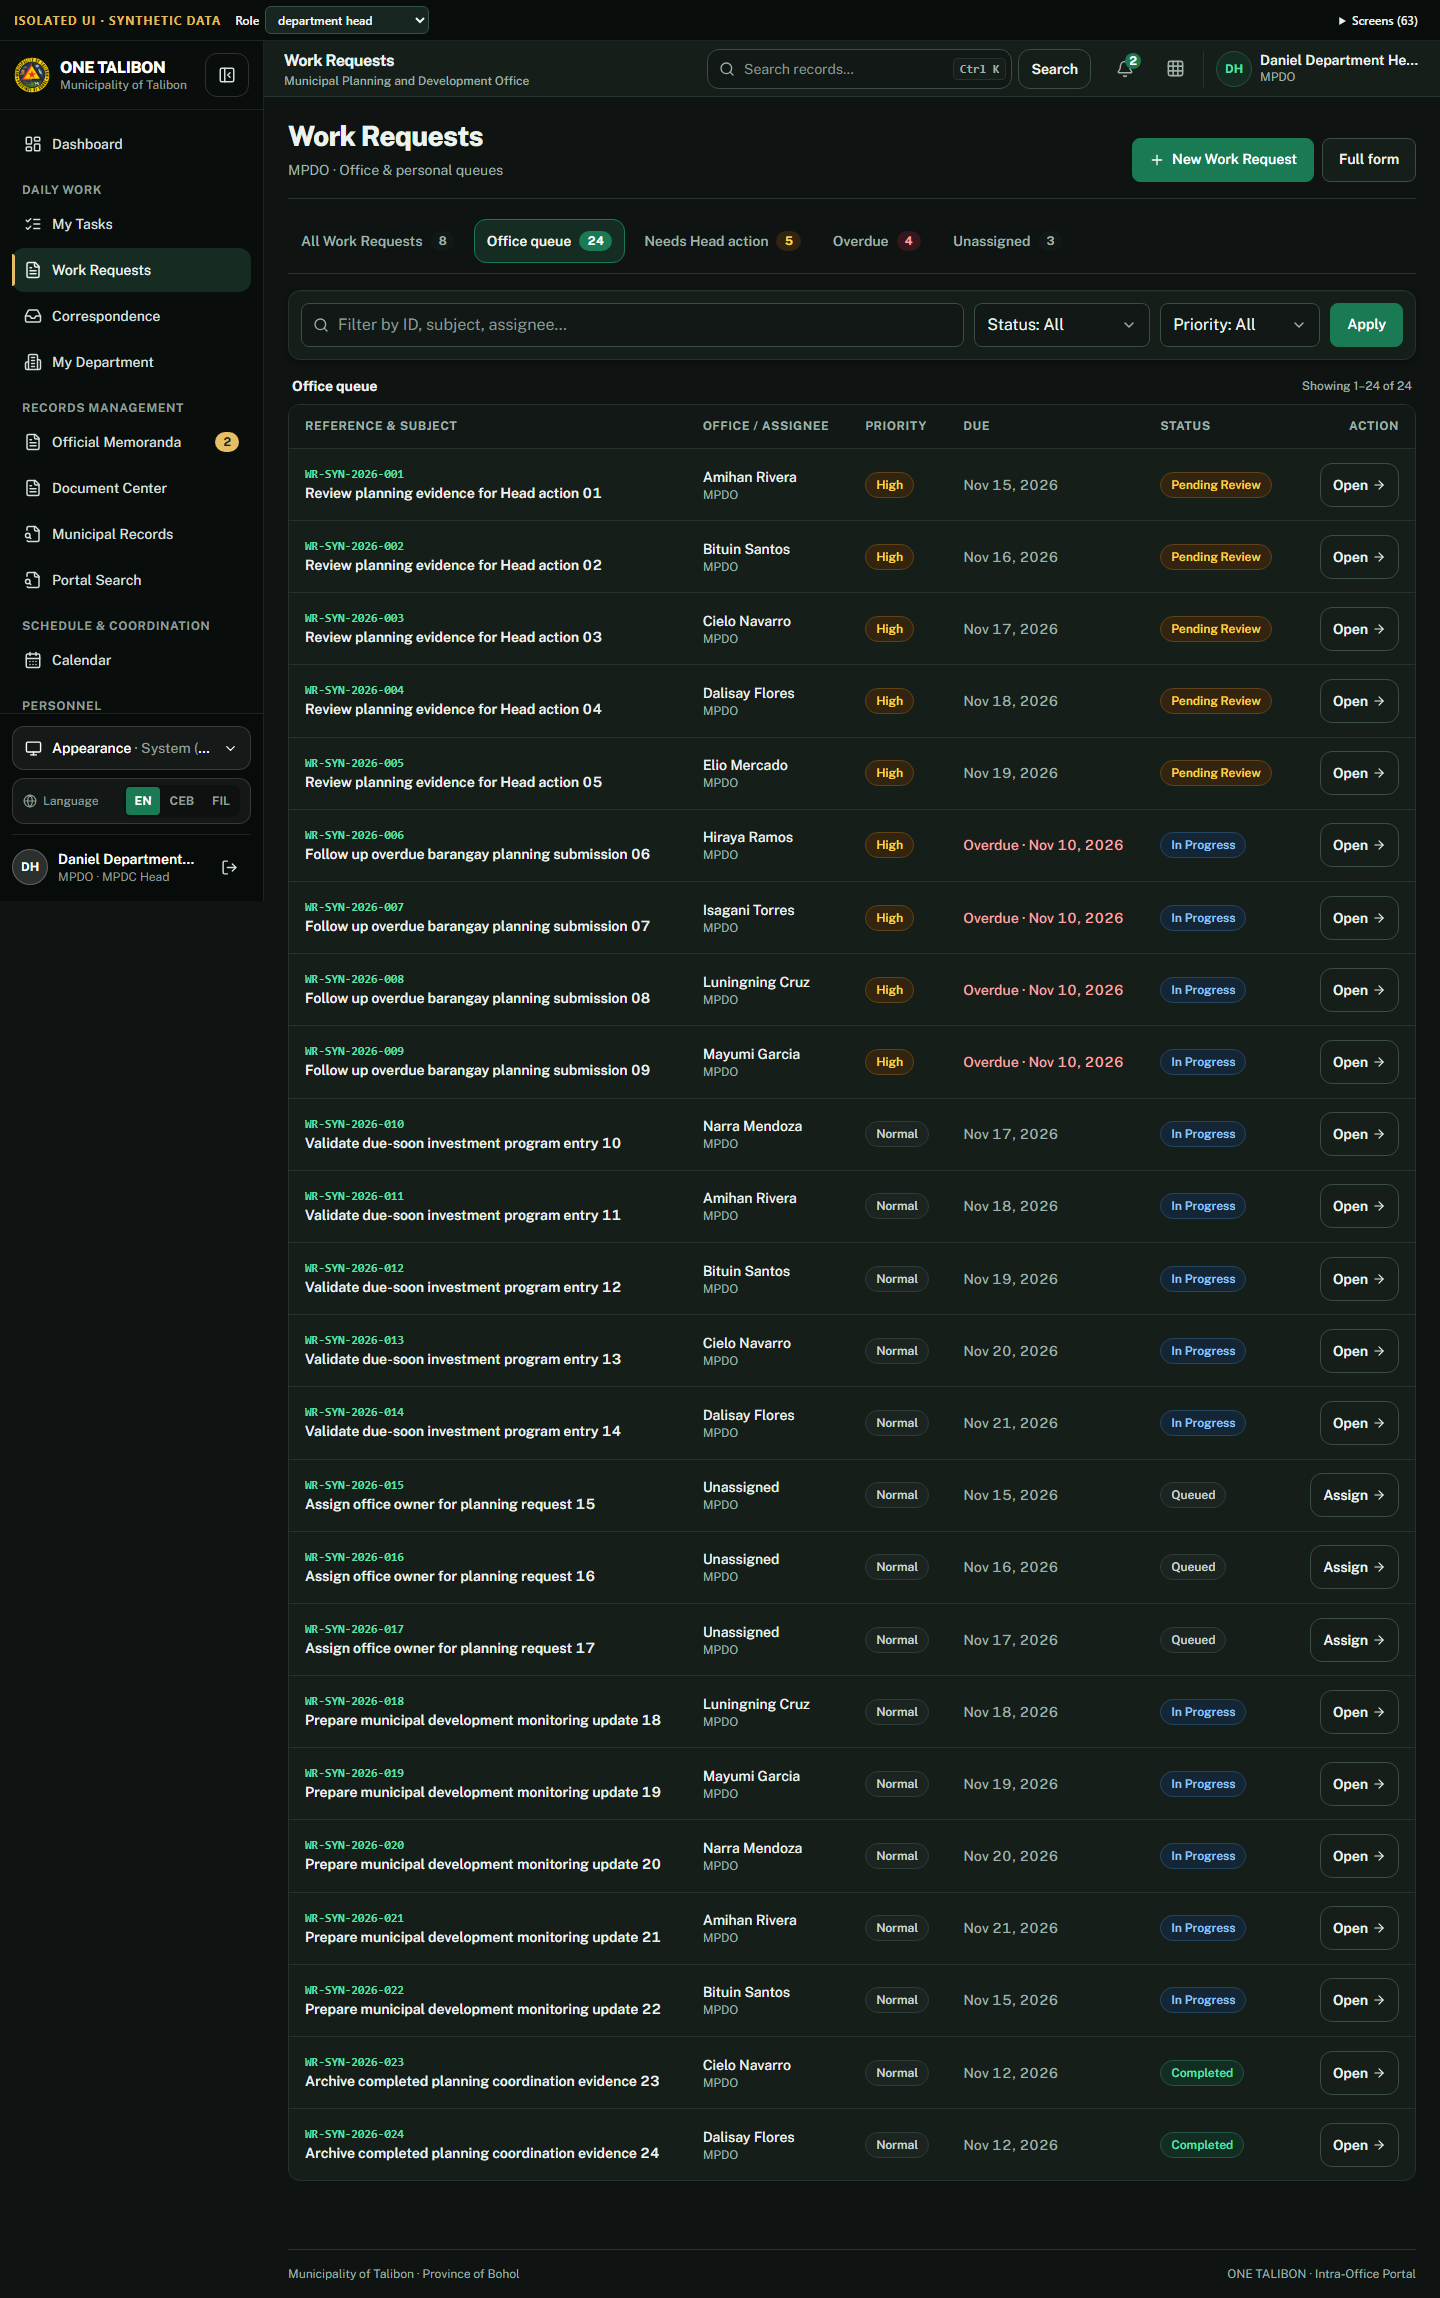 ISOLATED UI · SYNTHETIC DATA Role department head Screens (63)
ONE TALIBON
Municipality of Talibon
Work Requests
Municipal Planning and Development Office
Search records... Ctrl K Search 2 DH
Daniel Department He...
MPDO
Dashboard
DAILY WORK
My Tasks
Work Requests
Correspondence
My Department
RECORDS MANAGEMENT
Official Memoranda 2
Document Center
Municipal Records
Portal Search
SCHEDULE & COORDINATION
Calendar
PERSONNEL
Appearance · System (...
Language EN CEB FIL
DH Daniel Department...
MPDO · MPDC Head
Work Requests
MPDO · Office & personal queues
New Work Request Full form
All Work Requests 8 Office queue 24 Needs Head action 5 Overdue 4 Unassigned 3
Filter by ID, subject, assignee... Status: All Priority: All Apply
Office queue Showing 1–24 of 24
REFERENCE & SUBJECT OFFICE / ASSIGNEE PRIORITY DUE STATUS ACTION
WR-SYN-2026-001
Review planning evidence for Head action 01
Amihan Rivera
MPDO
High Nov 15, 2026 Pending Review Open
WR-SYN-2026-002
Review planning evidence for Head action 02
Bituin Santos
MPDO
High Nov 16, 2026 Pending Review Open
WR-SYN-2026-003
Review planning evidence for Head action 03
Cielo Navarro
MPDO
High Nov 17, 2026 Pending Review Open
WR-SYN-2026-004
Review planning evidence for Head action 04
Dalisay Flores
MPDO
High Nov 18, 2026 Pending Review Open
WR-SYN-2026-005
Review planning evidence for Head action 05
Elio Mercado
MPDO
High Nov 19, 2026 Pending Review Open
WR-SYN-2026-006
Follow up overdue barangay planning submission 06
Hiraya Ramos
MPDO
High Overdue · Nov 10, 2026 In Progress Open
WR-SYN-2026-007
Follow up overdue barangay planning submission 07
Isagani Torres
MPDO
High Overdue · Nov 10, 2026 In Progress Open
WR-SYN-2026-008
Follow up overdue barangay planning submission 08
Luningning Cruz
MPDO
High Overdue · Nov 10, 2026 In Progress Open
WR-SYN-2026-009
Follow up overdue barangay planning submission 09
Mayumi Garcia
MPDO
High Overdue · Nov 10, 2026 In Progress Open
WR-SYN-2026-010
Validate due-soon investment program entry 10
Narra Mendoza
MPDO
Normal Nov 17, 2026 In Progress Open
WR-SYN-2026-011
Validate due-soon investment program entry 11
Amihan Rivera
MPDO
Normal Nov 18, 2026 In Progress Open
WR-SYN-2026-012
Validate due-soon investment program entry 12
Bituin Santos
MPDO
Normal Nov 19, 2026 In Progress Open
WR-SYN-2026-013
Validate due-soon investment program entry 13
Cielo Navarro
MPDO
Normal Nov 20, 2026 In Progress Open
WR-SYN-2026-014
Validate due-soon investment program entry 14
Dalisay Flores
MPDO
Normal Nov 21, 2026 In Progress Open
WR-SYN-2026-015
Assign office owner for planning request 15
Unassigned
MPDO
Normal Nov 15, 2026 Queued Assign
WR-SYN-2026-016
Assign office owner for planning request 16
Unassigned
MPDO
Normal Nov 16, 2026 Queued Assign
WR-SYN-2026-017
Assign office owner for planning request 17
Unassigned
MPDO
Normal Nov 17, 2026 Queued Assign
WR-SYN-2026-018
Prepare municipal development monitoring update 18
Luningning Cruz
MPDO
Normal Nov 18, 2026 In Progress Open
WR-SYN-2026-019
Prepare municipal development monitoring update 19
Mayumi Garcia
MPDO
Normal Nov 19, 2026 In Progress Open
WR-SYN-2026-020
Prepare municipal development monitoring update 20
Narra Mendoza
MPDO
Normal Nov 20, 2026 In Progress Open
WR-SYN-2026-021
Prepare municipal development monitoring update 21
Amihan Rivera
MPDO
Normal Nov 21, 2026 In Progress Open
WR-SYN-2026-022
Prepare municipal development monitoring update 22
Bituin Santos
MPDO
Normal Nov 15, 2026 In Progress Open
WR-SYN-2026-023
Archive completed planning coordination evidence 23
Cielo Navarro
MPDO
Normal Nov 12, 2026 Completed Open
WR-SYN-2026-024
Archive completed planning coordination evidence 24
Dalisay Flores
MPDO
Normal Nov 12, 2026 Completed Open
Municipality of Talibon · Province of Bohol ONE TALIBON · Intra-Office Portal